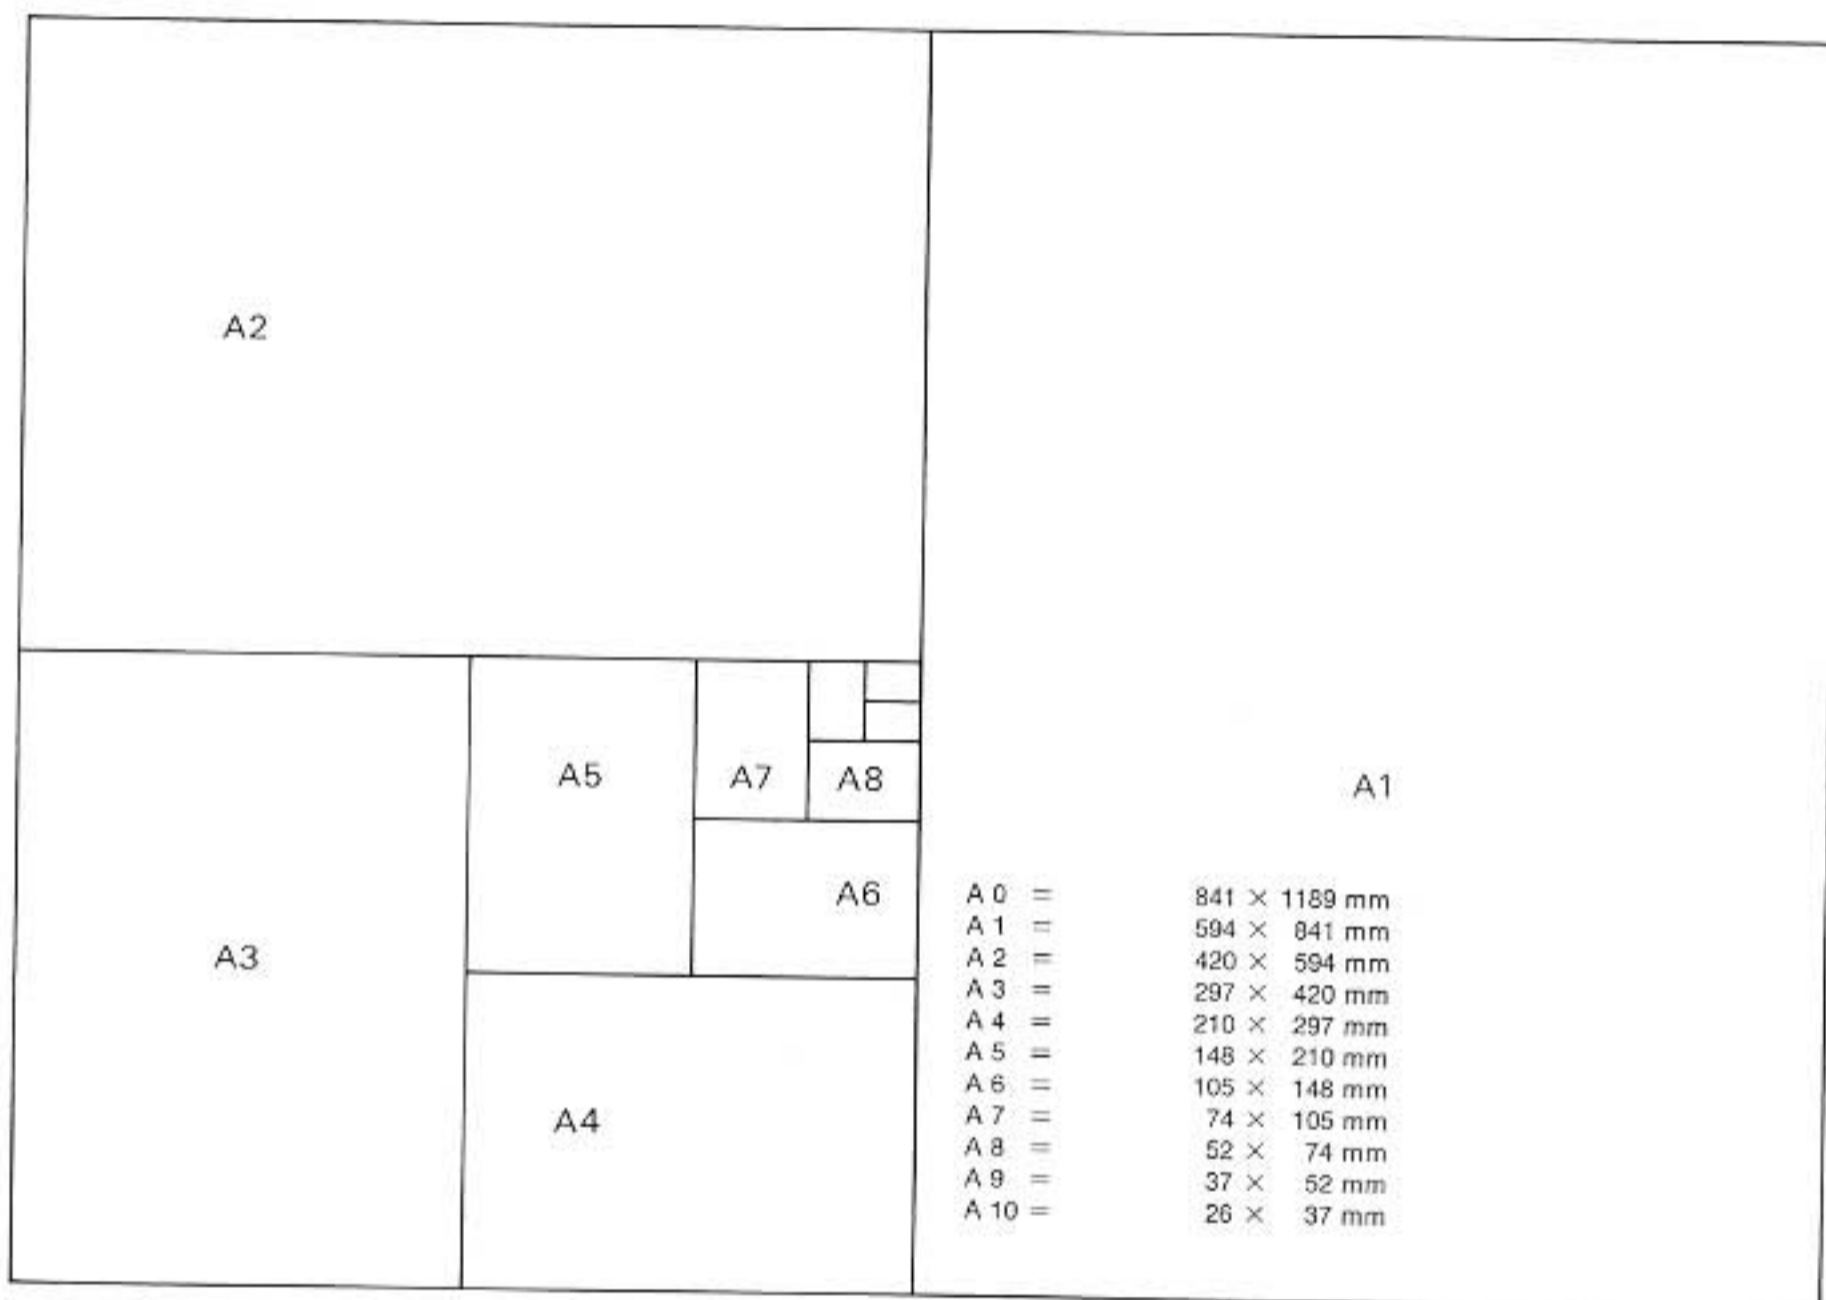 A2
A5
A7
A8
A1
A6
A3
A4
A 0 = 841 × 1189 mm
A 1 = 594 × 841 mm
A 2 = 420 × 594 mm
A 3 = 297 × 420 mm
A 4 = 210 × 297 mm
A 5 = 148 × 210 mm
A 6 = 105 × 148 mm
A 7 = 74 × 105 mm
A 8 = 52 × 74 mm
A 9 = 37 × 52 mm
A 10 = 26 × 37 mm